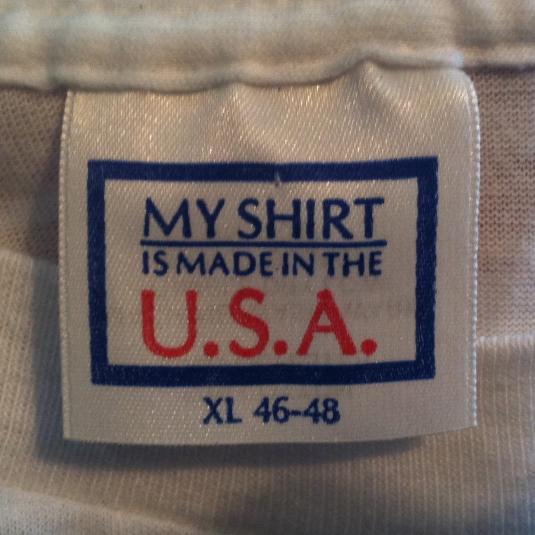 MY SHIRT
IS MADE IN THE
U.S.A.
XL 46-48